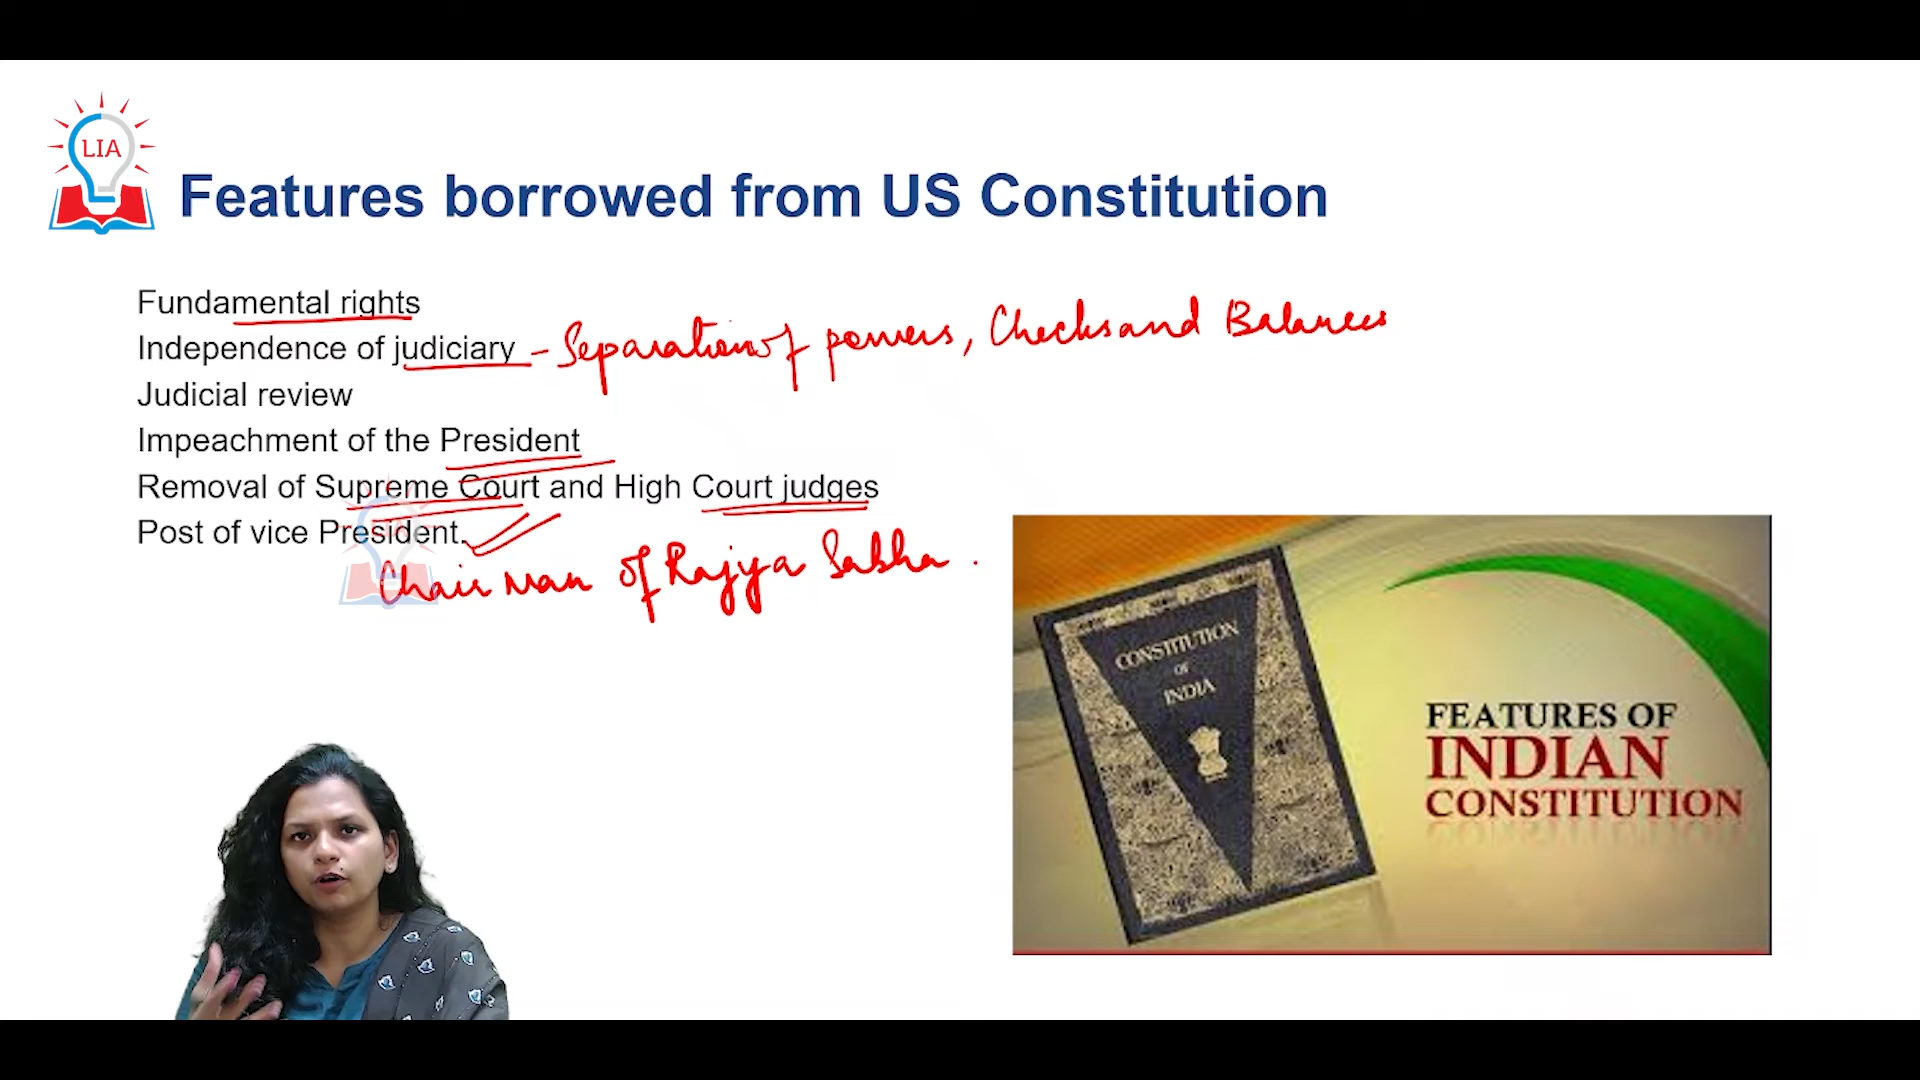 LIA
Features borrowed from US Constitution
Fundamental rights
Independence of judiciary - Separation of powers, Checks and Balances
Judicial review
Impeachment of the President
Removal of Supreme Court and High Court judges
Post of vice President.
Chairman of Rajya Sabha.
CONSTITUTION
OF
INDIA
FEATURES OF
INDIAN
CONSTITUTION